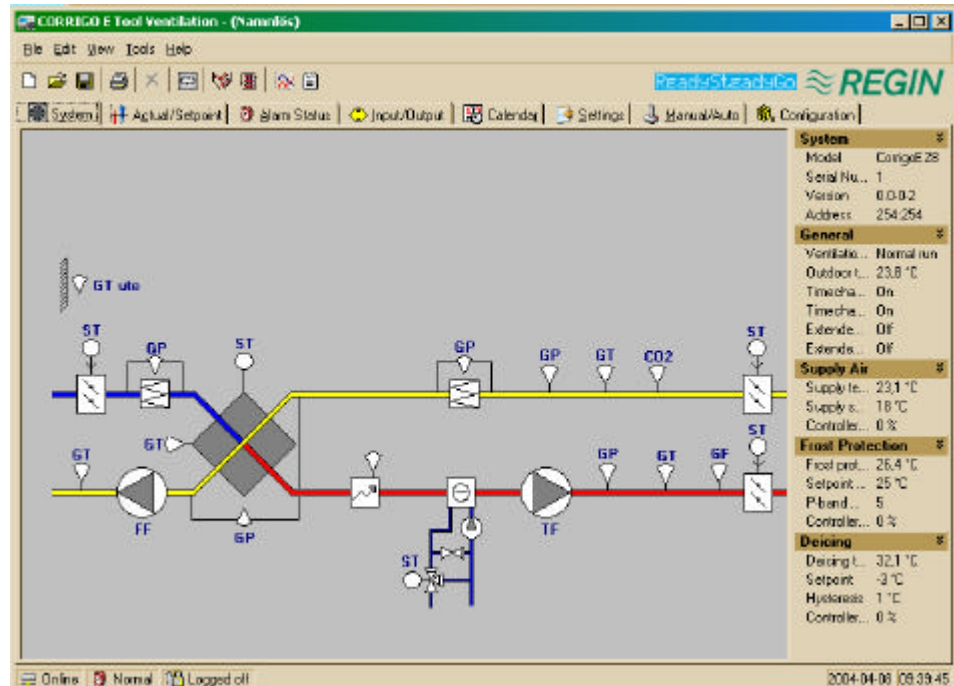 CORRIGO E Tool Ventilation - (Namnlös)
File Edit View Tools Help
ReadySteadyGo REGIN
System Actual/Setpoint Alarm Status Input/Output Calendar Settings Manual/Auto Configuration
GT ute
ST
GP
ST
GP
GP
GT
CO2
ST
GT
GT
FF
GP
TF
GP
GT
GF
ST
ST
System
Model CorrigoE28
Serial Nu... 1
Version 0.0-0-2
Address 254:254
General
Ventilatio... Normal run
Outdoor t... 23,8 °C
Timecha... On
Timecha... On
Extende... Off
Extende... Off
Supply Air
Supply te... 23,1 °C
Supply s... 18 °C
Controller... 0 %
Frost Protection
Frost prot... 26,4 °C
Setpoint 25 °C
P-band ... 5
Controller... 0 %
Deicing
Deicing t... 32,1 °C
Setpoint -3 °C
Hysteresis 1 °C
Controller... 0 %
Online Normal Logged off 2004-04-08 09:39:45